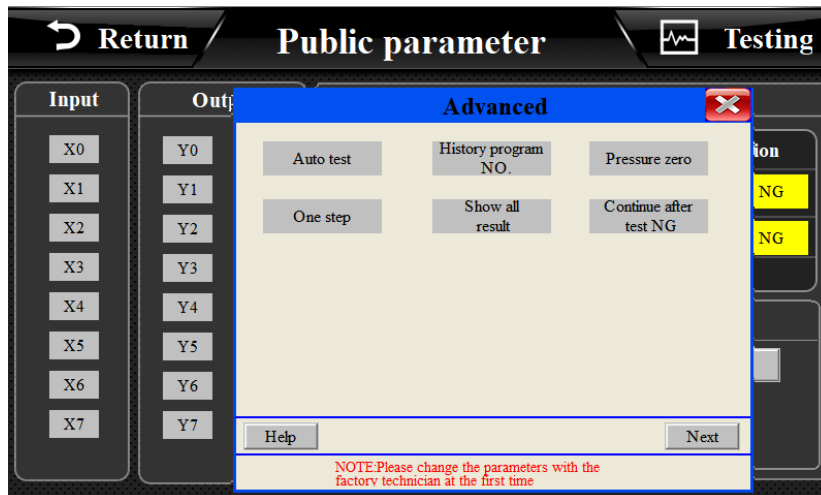 Return
Public parameter
Testing
Input
X0
X1
X2
X3
X4
X5
X6
X7
Y0
Y1
Y2
Y3
Y4
Y5
Y6
Y7
Advanced
Auto test
History program
NO.
Pressure zero
One step
Show all
result
Continue after
test NG
Help
Next
NOTE:Please change the parameters with the
factory technician at the first time
NG
NG